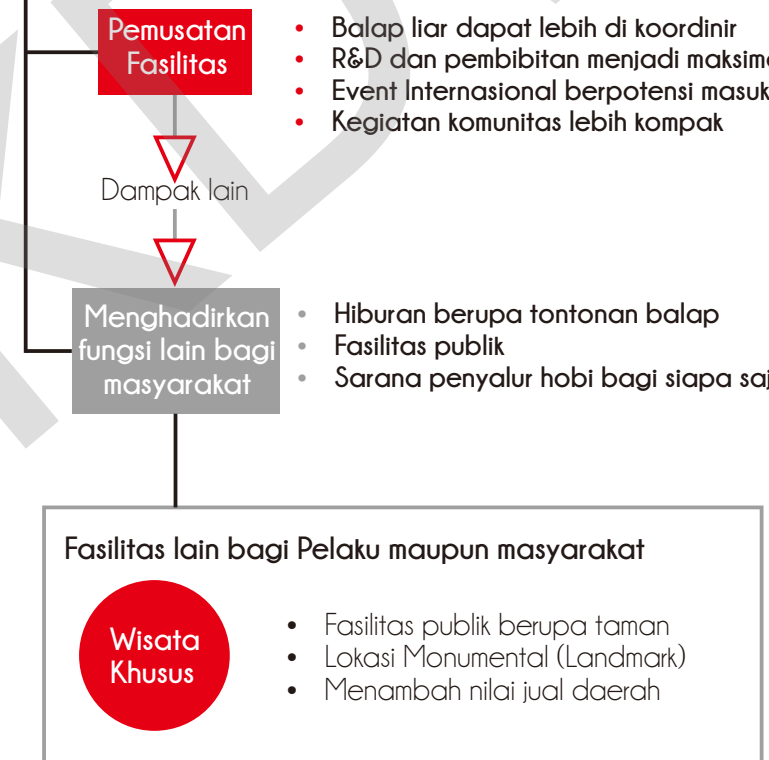 Pemusatan
Fasilitas
• Balap liar dapat lebih di koordinir
• R&D dan pembibitan menjadi
• Event Internasional berpotensi masuk
• Kegiatan komunitas lebih kompak
Dampak lain
Menghadirkan
fungsi lain bagi
masyarakat
• Hiburan berupa tontonan balap
• Fasilitas publik
• Sarana penyalur hobi bagi siapa
Fasilitas lain bagi Pelaku maupun masyarakat
Wisata
Khusus
• Fasilitas publik berupa taman
• Lokasi Monumental (Landmark)
• Menambah nilai jual daerah